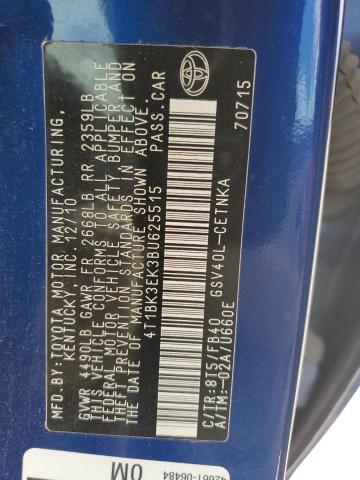 MFD. BY: TOYOTA MOTOR MANUFACTURING,
KENTUCKY, INC. 12/10
GVWR 4490LB GAWR FR 2668LB RR 2359LB
THIS VEHICLE CONFORMS TO ALL APPLICABLE
FEDERAL MOTOR VEHICLE SAFETY, BUMPER, AND
THEFT PREVENTION STANDARDS IN EFFECT ON
THE DATE OF MANUFACTURE SHOWN ABOVE.
4T1BK3EK3BU625515 PASS. CAR
C/TR: 8T5/FB40 GSV40L-CETNKA 70715
A/TM: -02A/U660E
42661-06484
0M